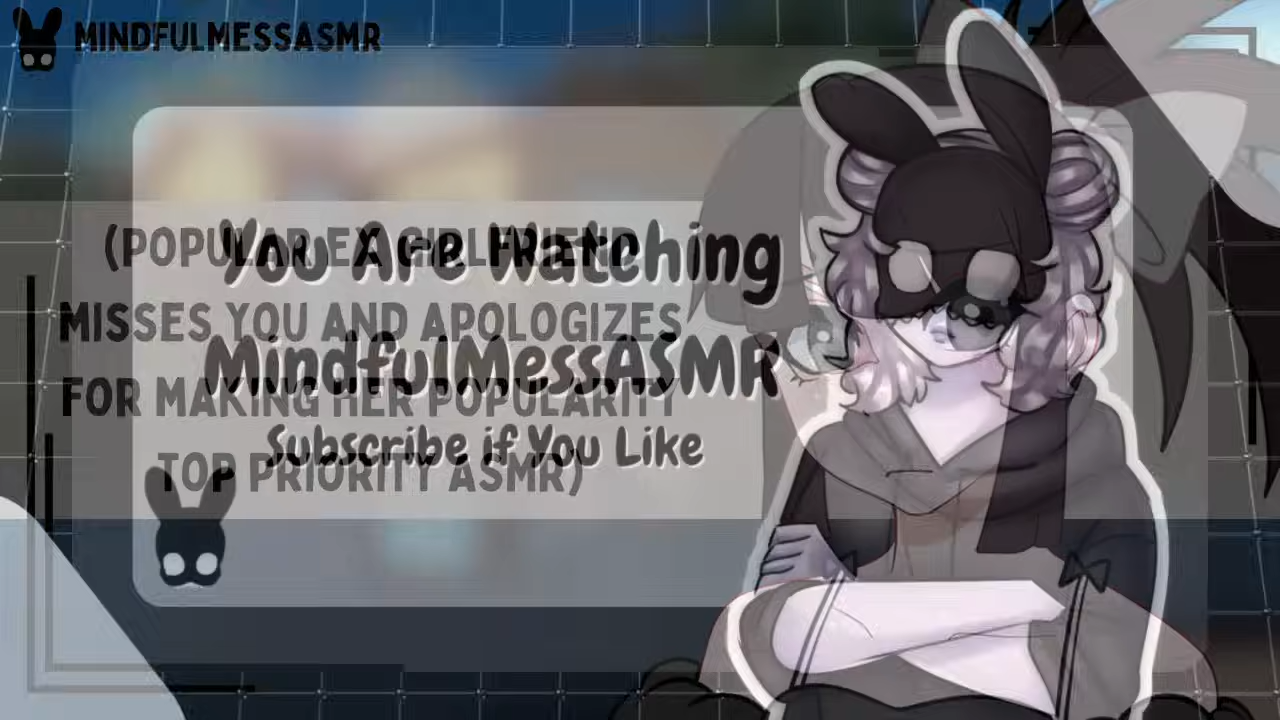 MINDFULMESSASMR
You Are Watching
MindfulMessASMR
Subscribe if You Like
(POPULAR EX GIRLFRIEND
MISSES YOU AND APOLOGIZES
FOR MAKING HER POPULARITY
TOP PRIORITY ASMR)